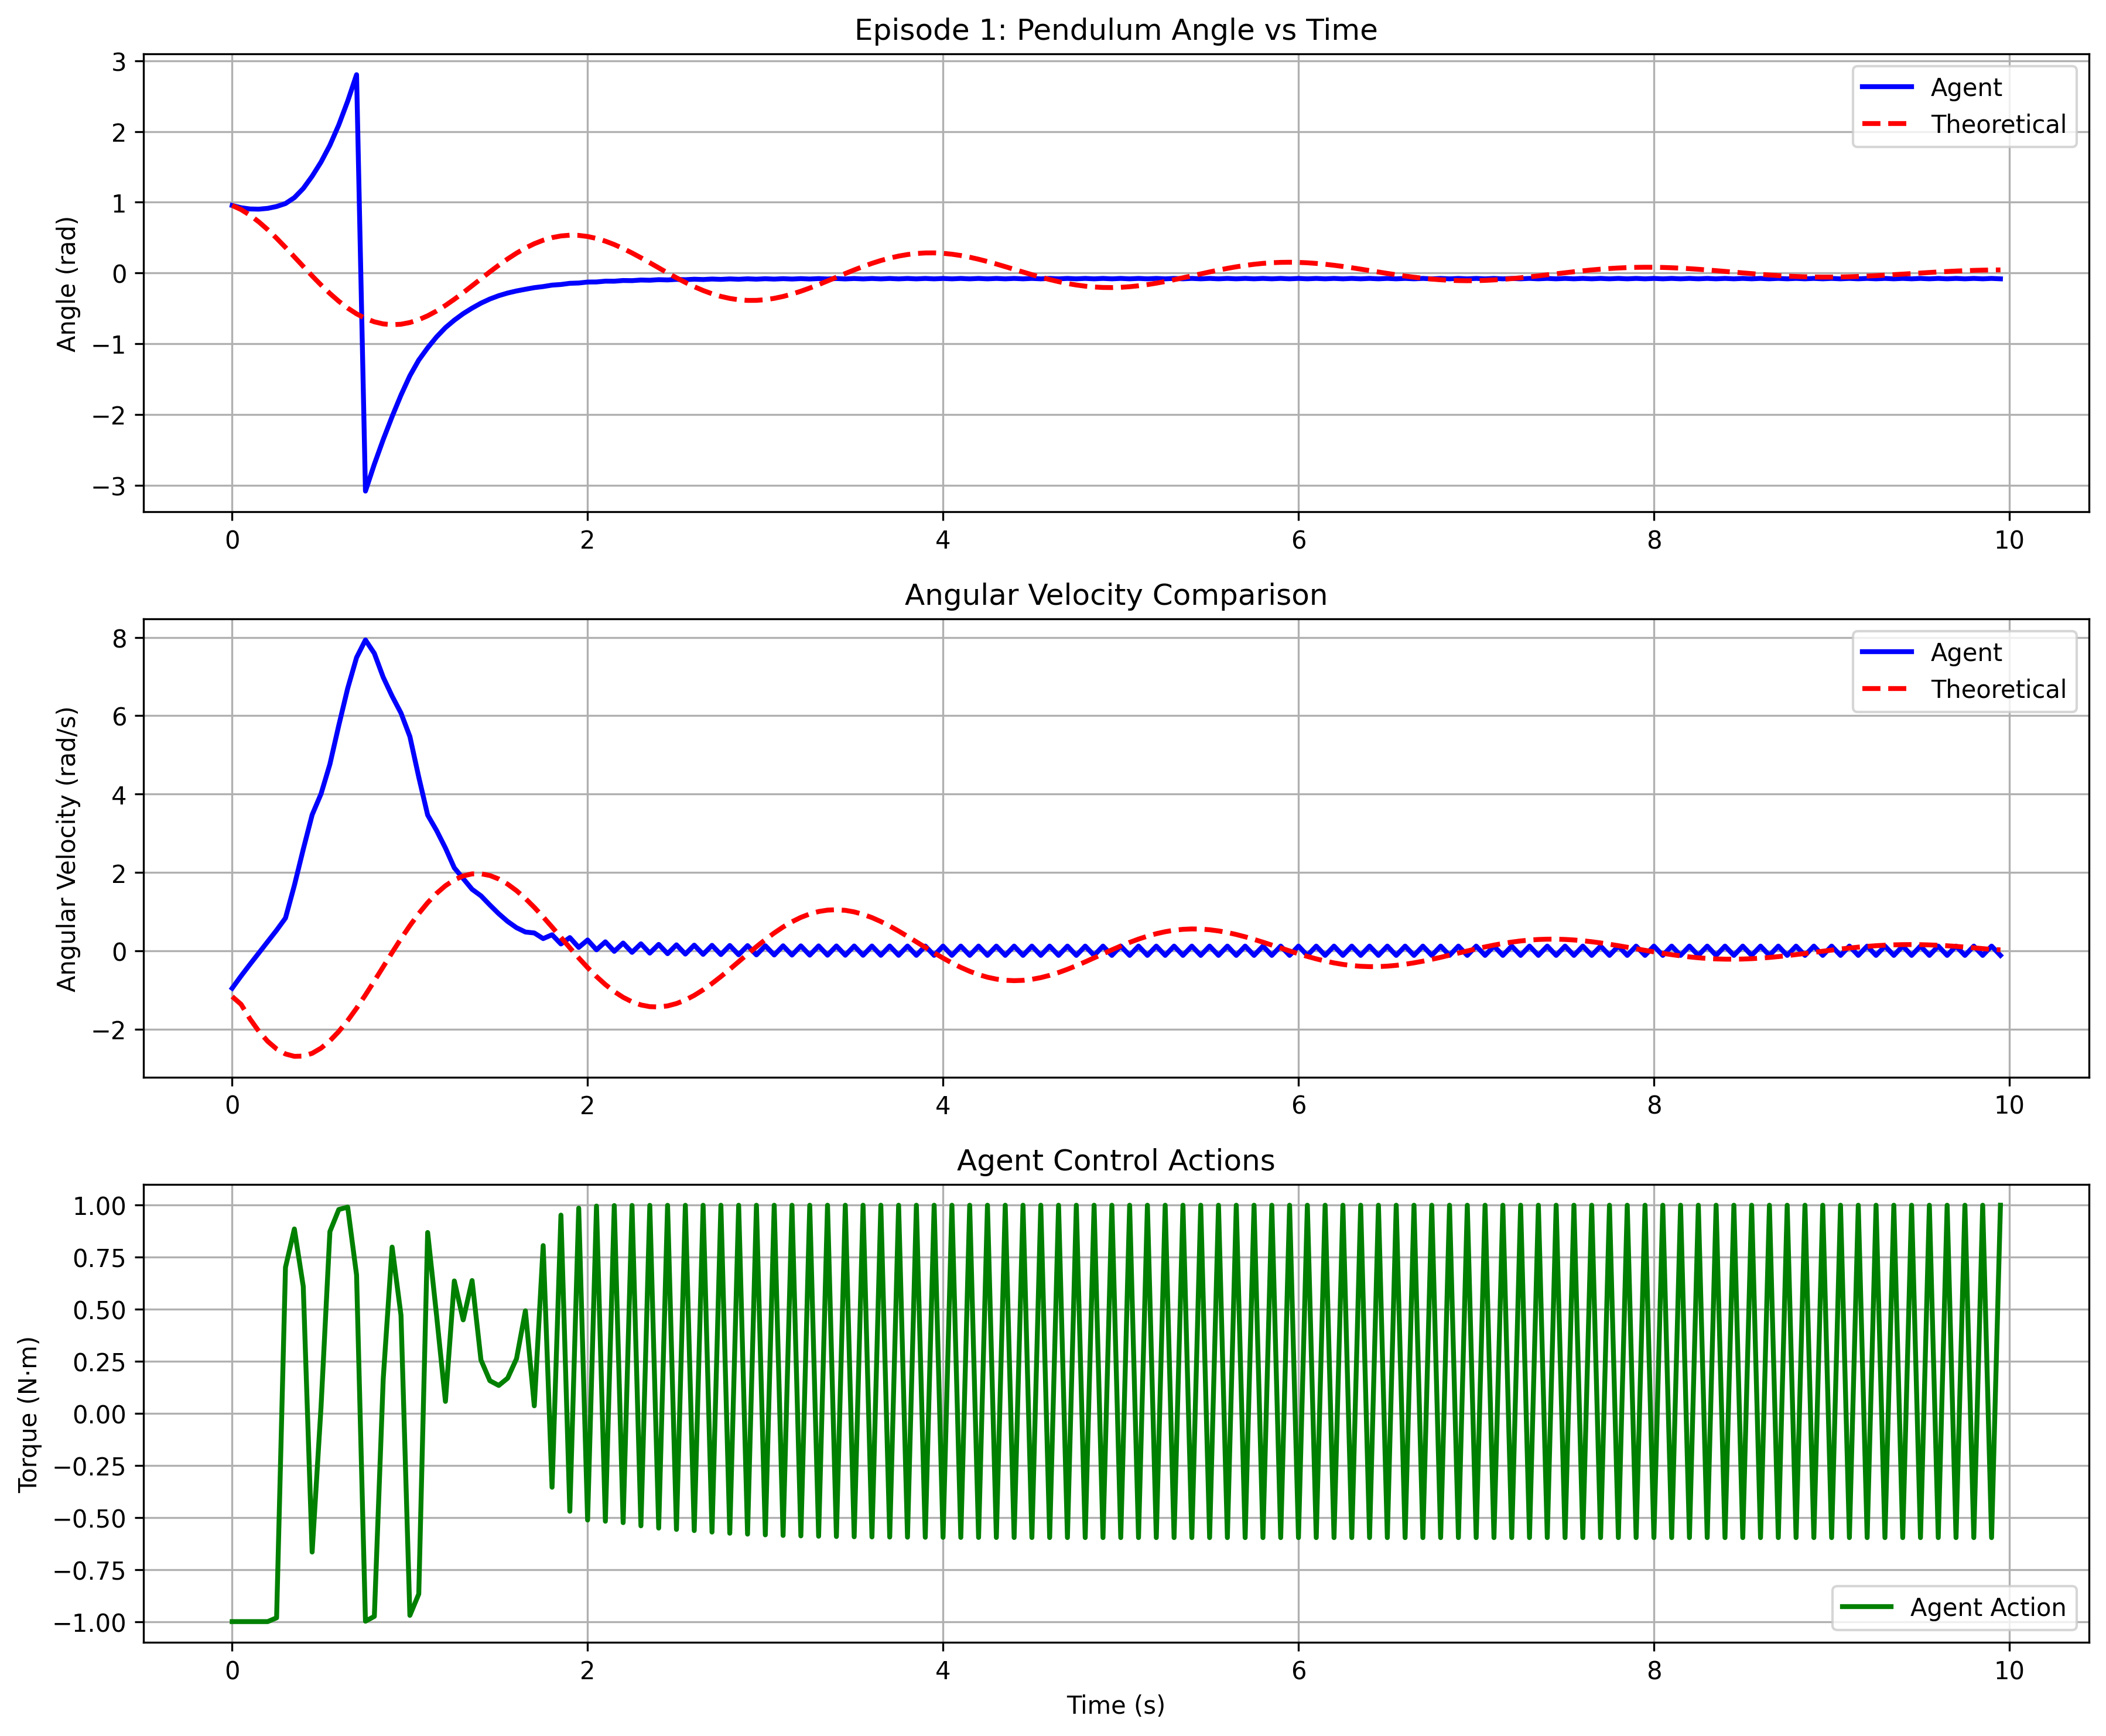 Episode 1: Pendulum Angle vs Time
3
2
1
0
−1
−2
−3
Angle (rad)
Agent
Theoretical
0 2 4 6 8 10
Angular Velocity Comparison
8
6
4
2
0
−2
Angular Velocity (rad/s)
Agent
Theoretical
0 2 4 6 8 10
Agent Control Actions
1.00
0.75
0.50
0.25
0.00
−0.25
−0.50
−0.75
−1.00
Torque (N·m)
Agent Action
0 2 4 6 8 10
Time (s)